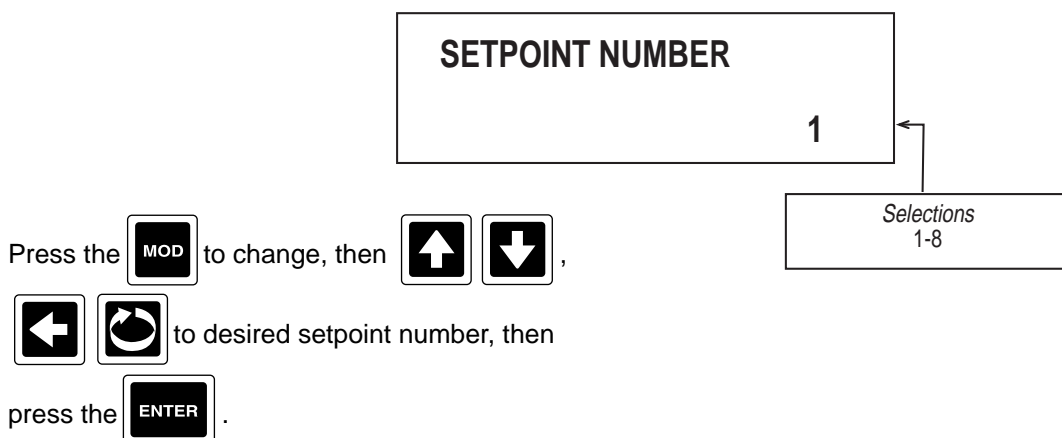 SETPOINT NUMBER
1
Selections
1-8
Press the MOD to change, then ,
to desired setpoint number, then
press the ENTER .